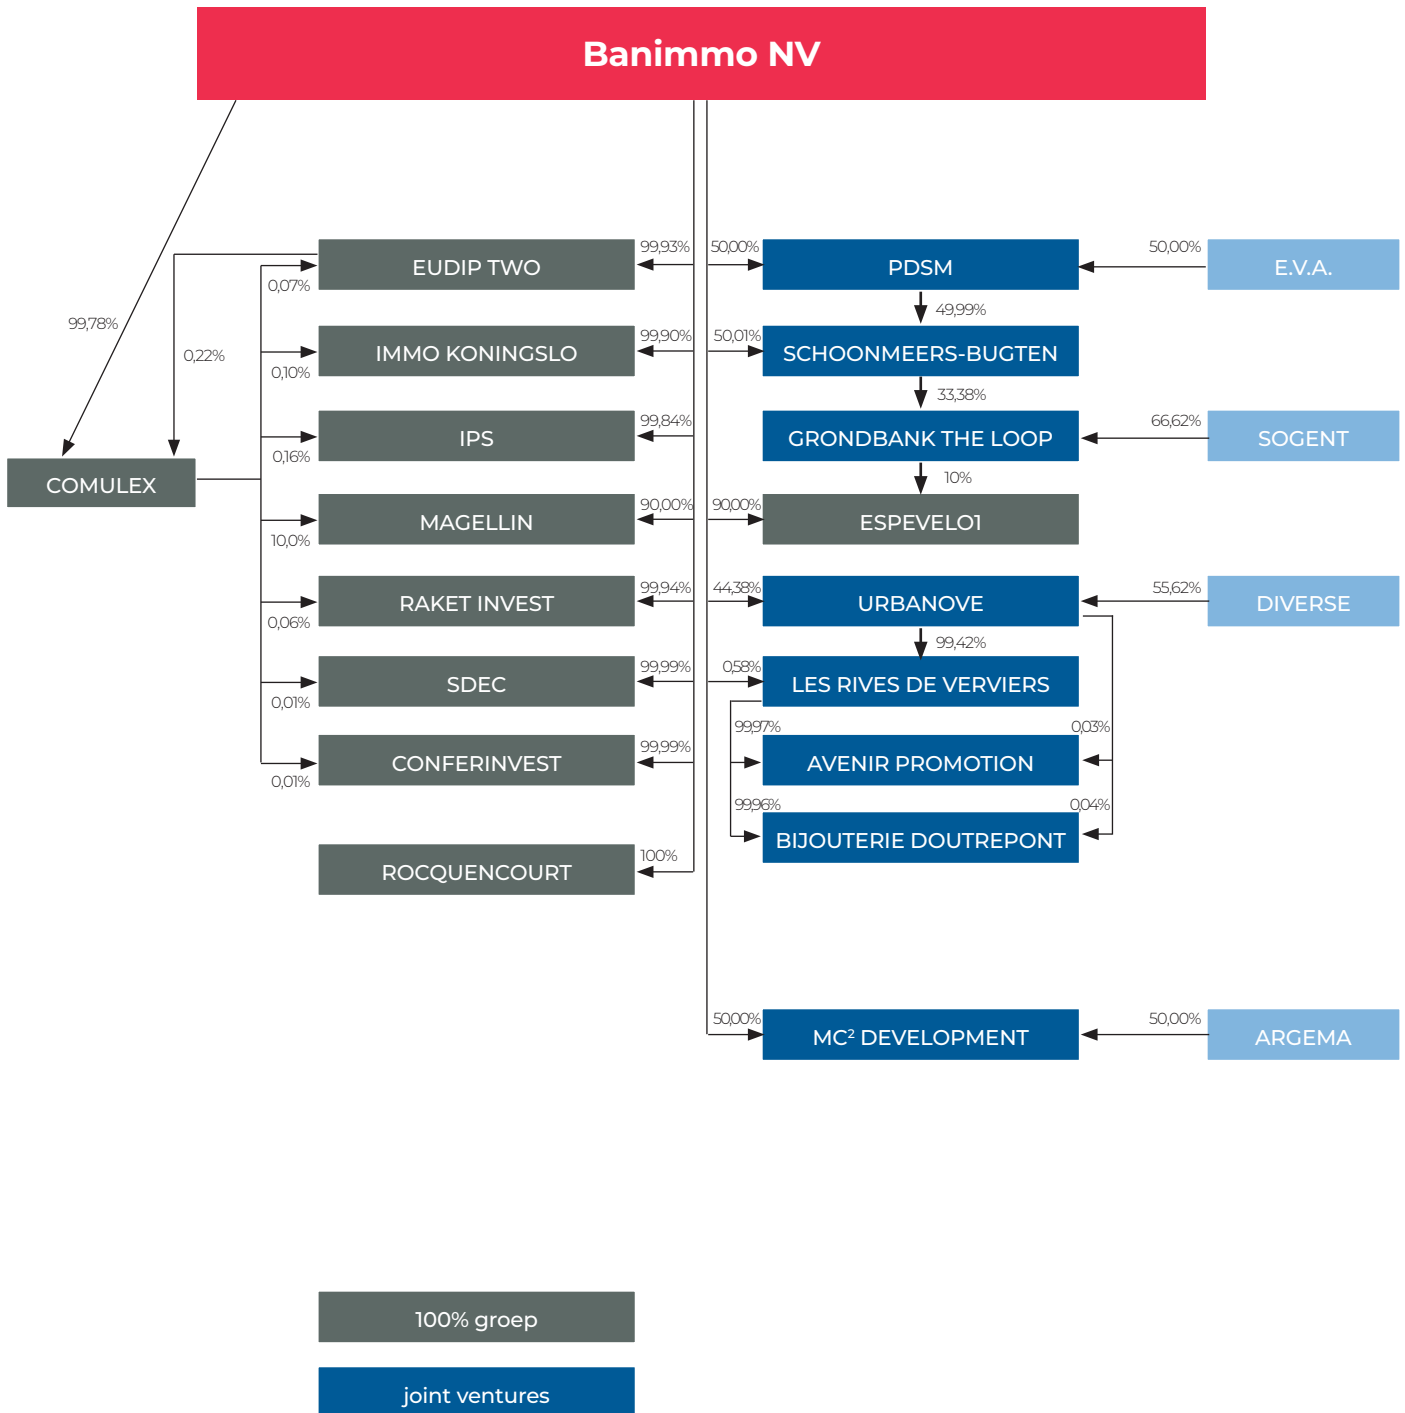 Banimmo NV
99,93%
50,00%
50,00%
EUDIP TWO
PDSM
E.V.A.
0,07%
49,99%
99,78%
99,90%
50,01%
0,22%
IMMO KONINGSLO
SCHOONMEERS-BUGTEN
0,10%
33,38%
99,84%
66,62%
IPS
GRONDBANK THE LOOP
SOGENT
0,16%
10%
COMULEX
90,00%
90,00%
MAGELLIN
ESPEVELO1
10,0%
99,94%
44,38%
55,62%
RAKET INVEST
URBANOVE
DIVERSE
0,06%
99,42%
99,99%
0,58%
SDEC
LES RIVES DE VERVIERS
0,01%
99,97%
0,03%
99,99%
CONFERINVEST
AVENIR PROMOTION
0,01%
99,96%
0,04%
BIJOUTERIE DOUTREPONT
100%
ROCQUENCOURT
50,00%
50,00%
MC² DEVELOPMENT
ARGEMA
100% groep
joint ventures